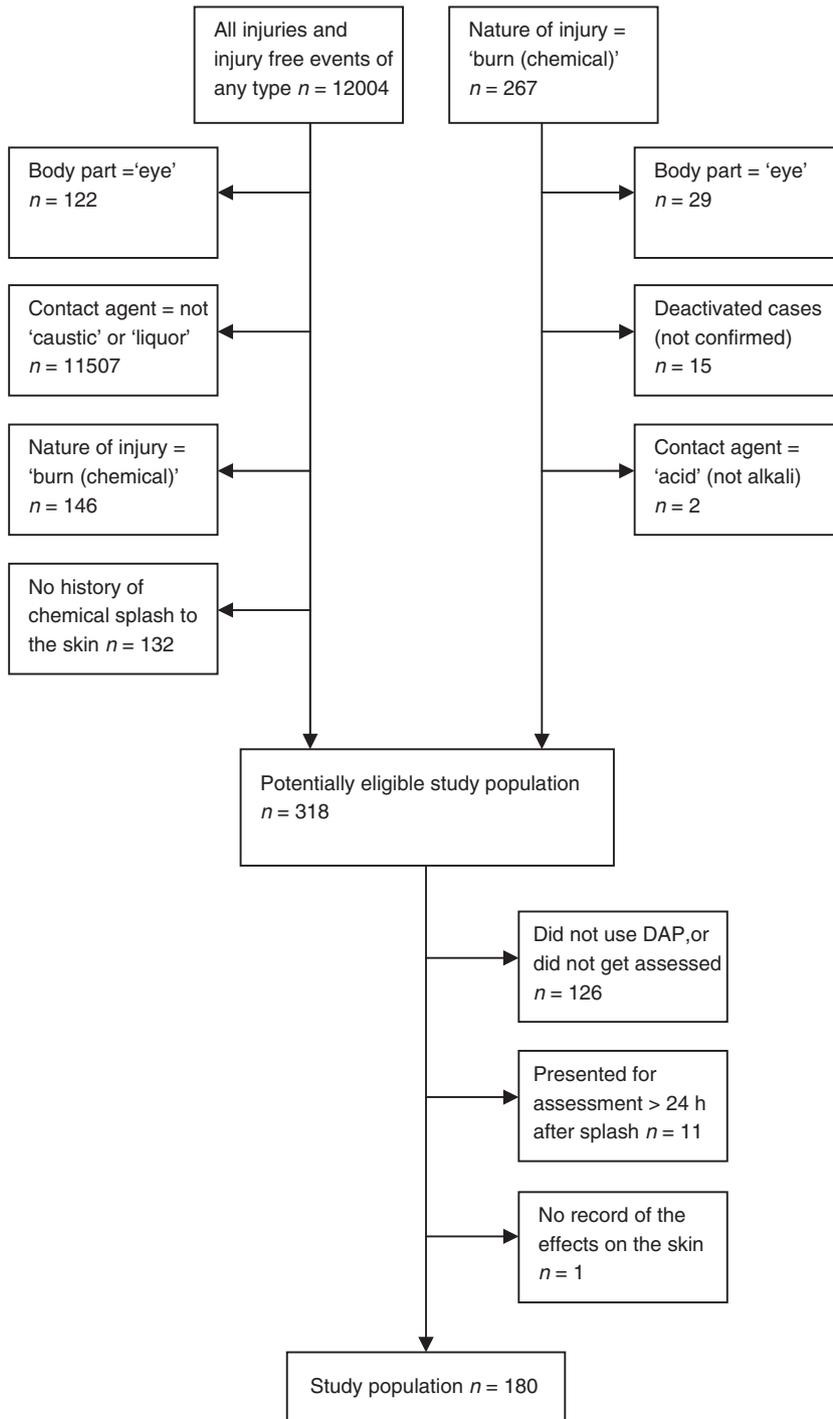 All injuries and
injury free events of
any type n = 12004
Nature of injury =
‘burn (chemical)’
n = 267
Body part =‘eye’
n = 122
Body part = ‘eye’
n = 29
Contact agent = not
‘caustic’ or ‘liquor’
n = 11507
Deactivated cases
(not confirmed)
n = 15
Nature of injury =
‘burn (chemical)’
n = 146
Contact agent =
‘acid’ (not alkali)
n = 2
No history of
chemical splash to
the skin n = 132
Potentially eligible study population
n = 318
Did not use DAP,or
did not get assessed
n = 126
Presented for
assessment > 24 h
after splash n = 11
No record of the
effects on the skin
n = 1
Study population n = 180